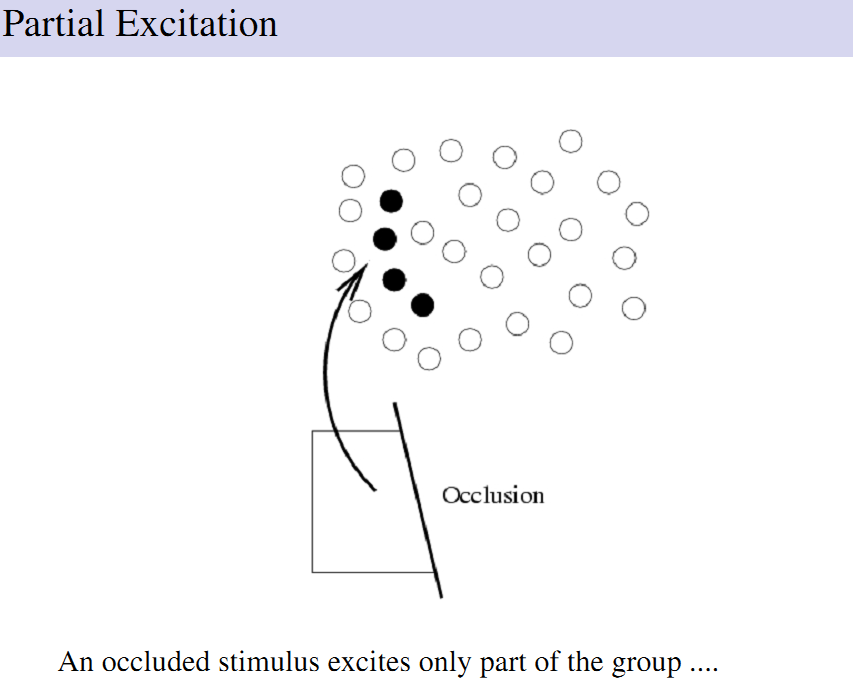 Partial Excitation
Occlusion
An occluded stimulus excites only part of the group ....